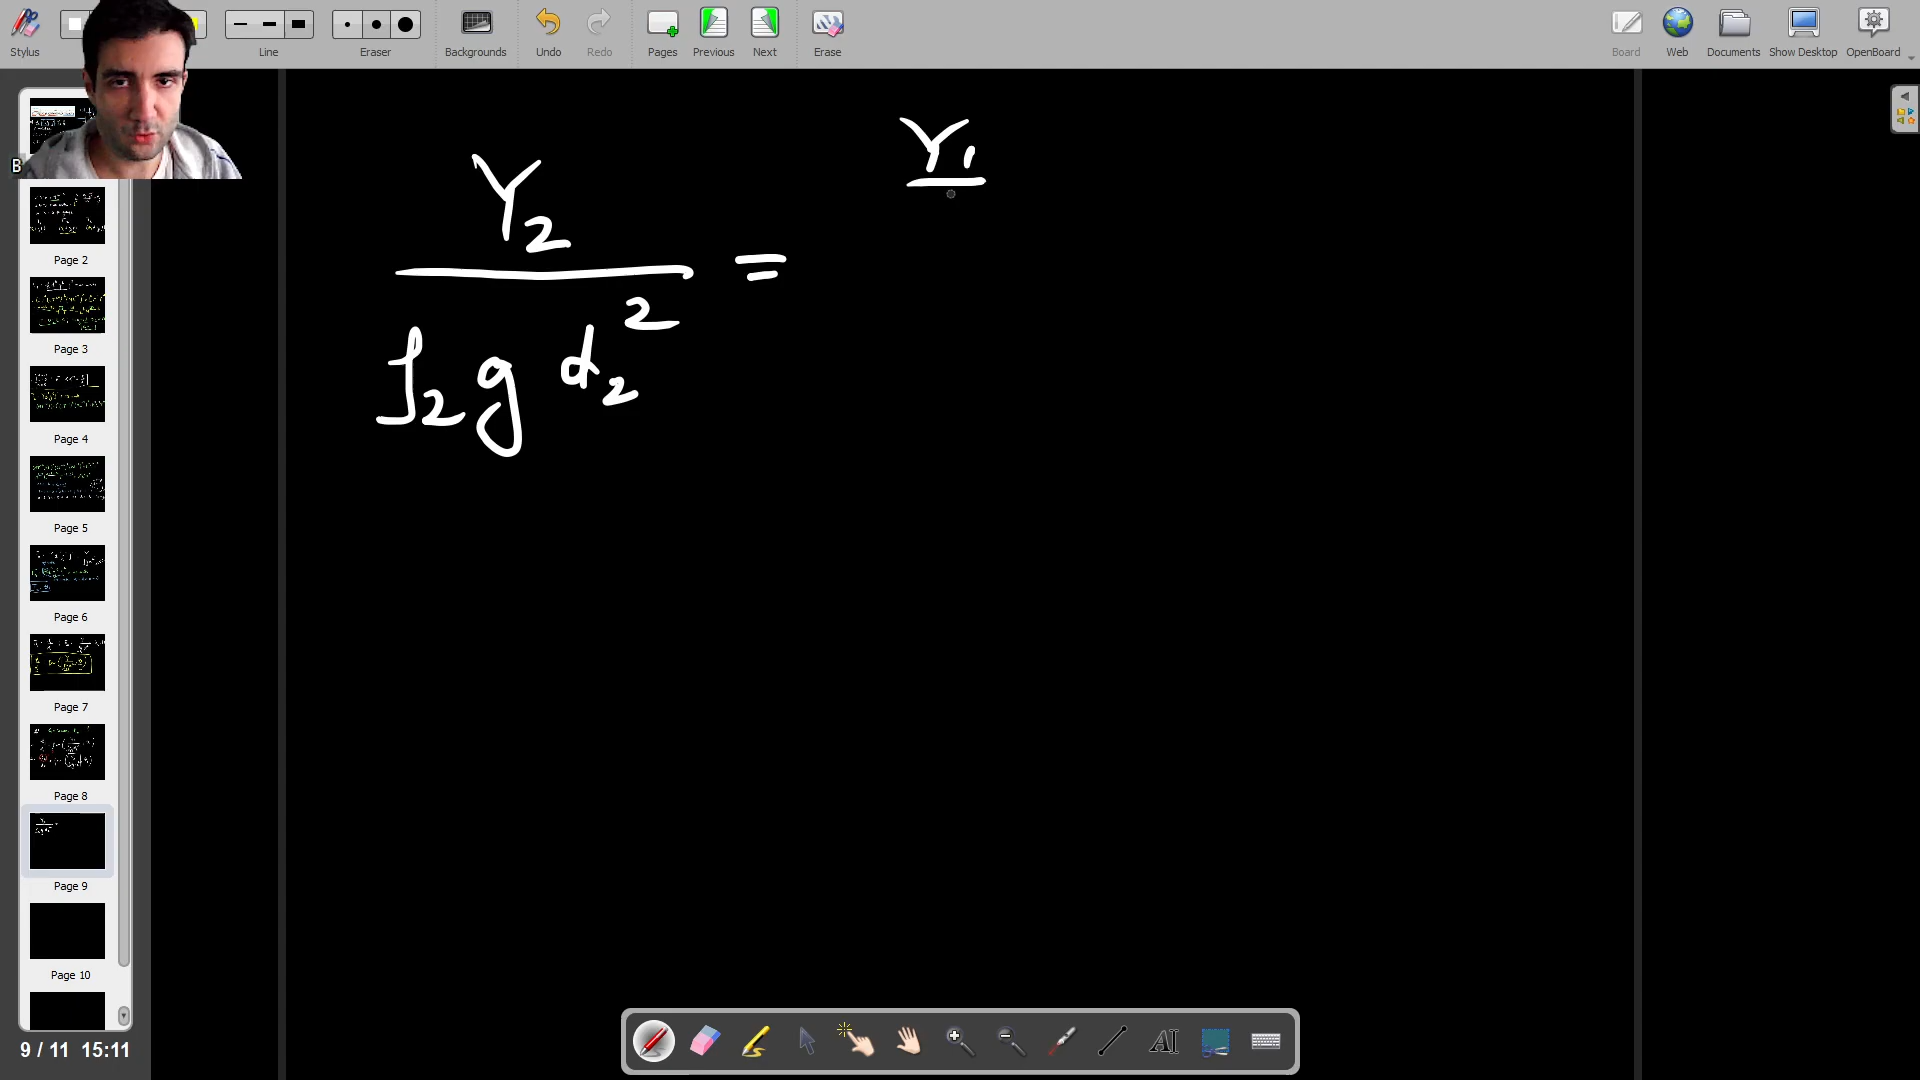 Stylus
Line
Eraser
Backgrounds
Undo
Redo
Pages
Previous
Next
Erase
Board
Web
Documents
Show Desktop
OpenBoard
B
Page 2
Page 3
Page 4
Page 5
Page 6
Page 7
Page 8
Page 9
Page 10
9 / 11 15:11
Y₂
=
ρ₂ g d₂²
Y₁
AI